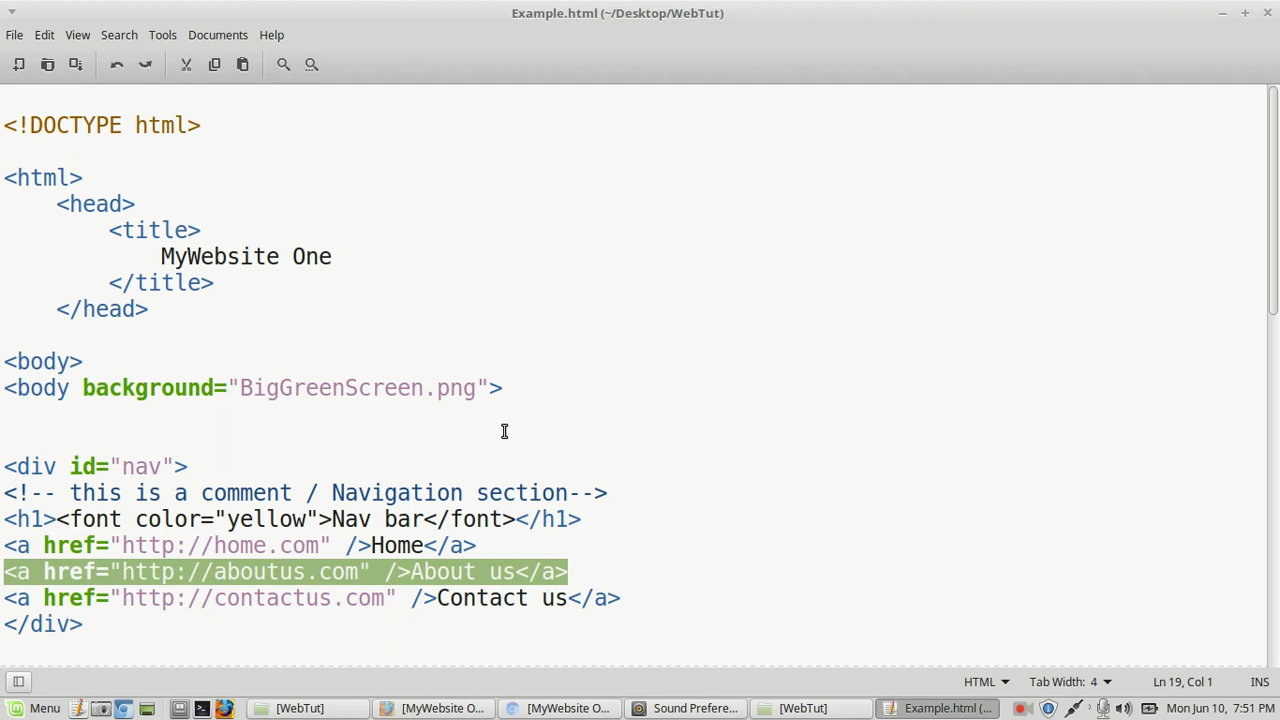 Example.html (~/Desktop/WebTut)
File Edit View Search Tools Documents Help
<!DOCTYPE html>
<html>
<head>
<title>
MyWebsite One
</title>
</head>
<body>
<body background="BigGreenScreen.png">
<div id="nav">
<!-- this is a comment / Navigation section-->
<h1><font color="yellow">Nav bar</font></h1>
<a href="http://home.com" />Home</a>
<a href="http://aboutus.com" />About us</a>
<a href="http://contactus.com" />Contact us</a>
</div>
HTML Tab Width: 4 Ln 19, Col 1 INS
Menu [WebTut] [MyWebsite O... [MyWebsite O... Sound Prefere... [WebTut] Example.html (... Mon Jun 10, 7:51 PM